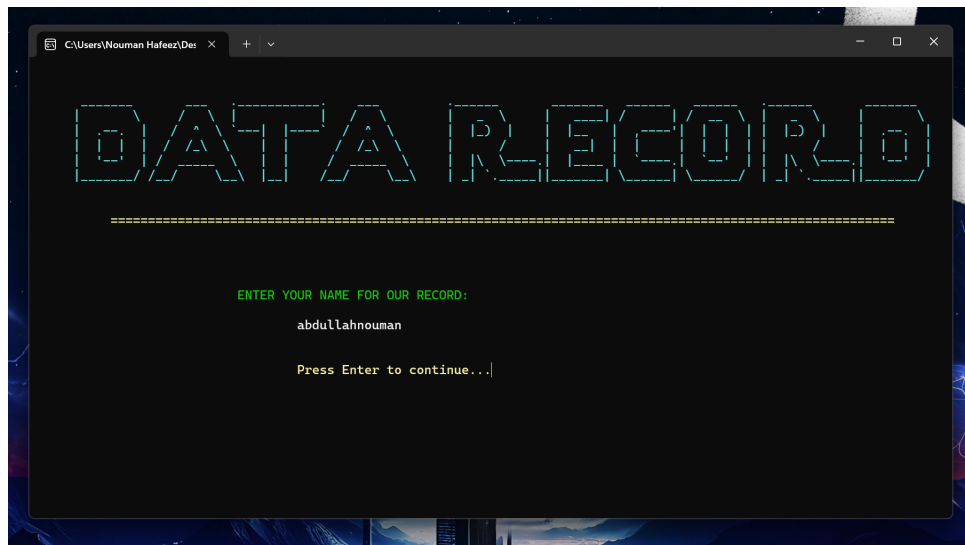 C:\Users\Nouman Hafeez\Des
DATA RECORD
====================================================================================================
ENTER YOUR NAME FOR OUR RECORD:
abdullahnouman
Press Enter to continue...